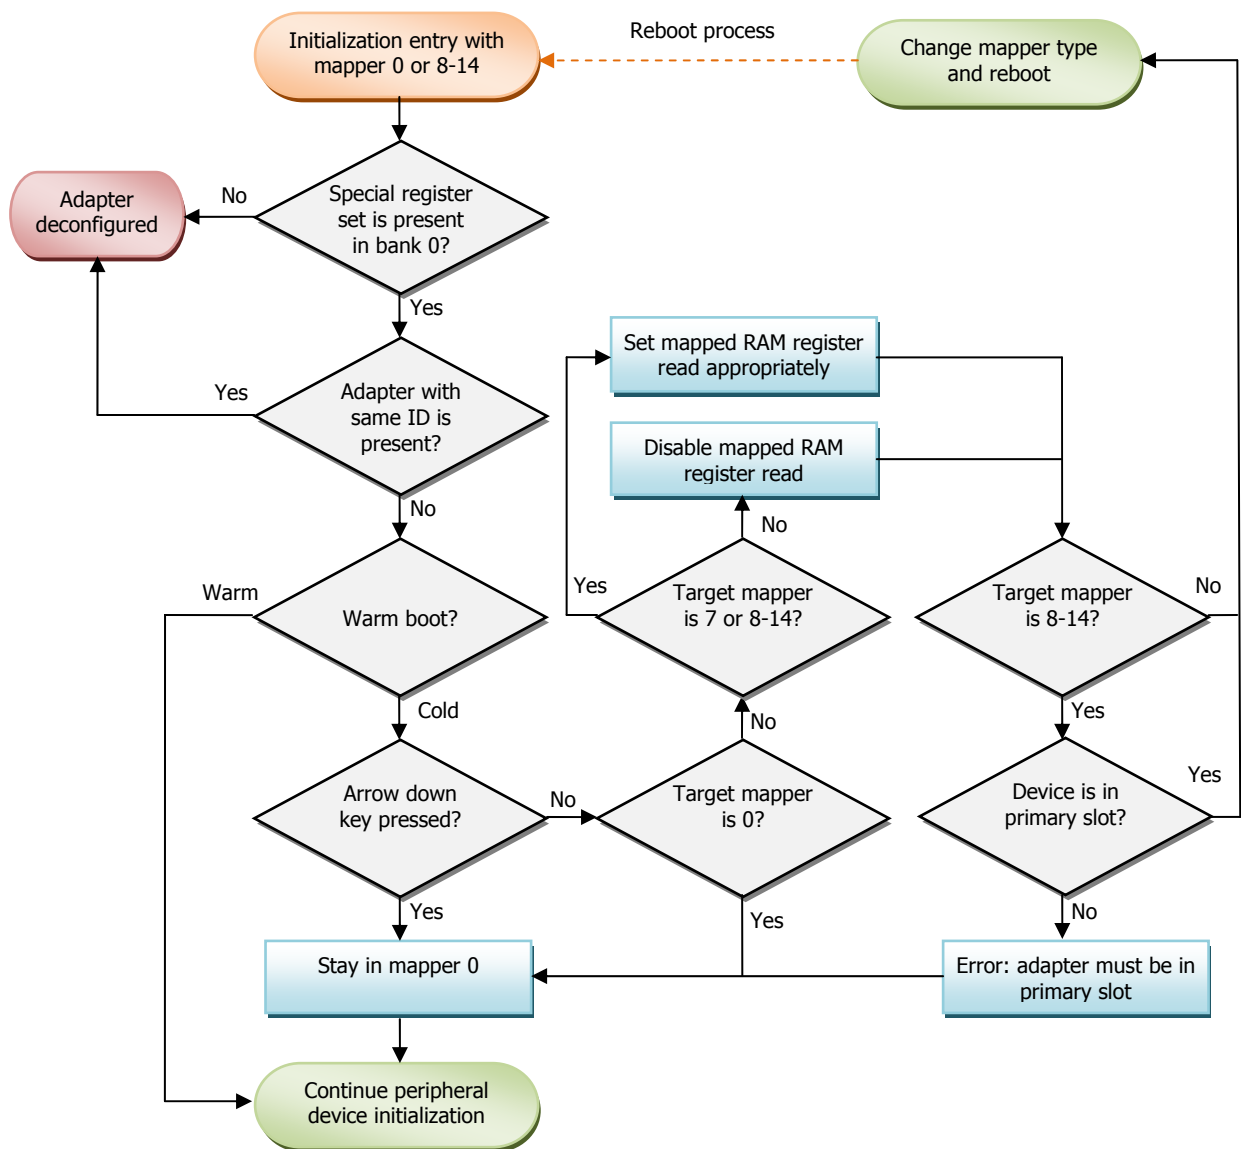 Initialization entry with
mapper 0 or 8-14
Reboot process
Change mapper type
and reboot
Special register
set is present
in bank 0?
No
Adapter
deconfigured
Yes
Adapter with
same ID is
present?
Yes
No
Set mapped RAM register
read appropriately
Disable mapped RAM
register read
No
Warm
Warm boot?
Yes
Target mapper
is 7 or 8-14?
Target mapper
is 8-14?
No
Cold
No
Yes
Arrow down
key pressed?
No
Target mapper
is 0?
Device is in
primary slot?
Yes
Yes
Yes
No
Stay in mapper 0
Error: adapter must be in
primary slot
Continue peripheral
device initialization